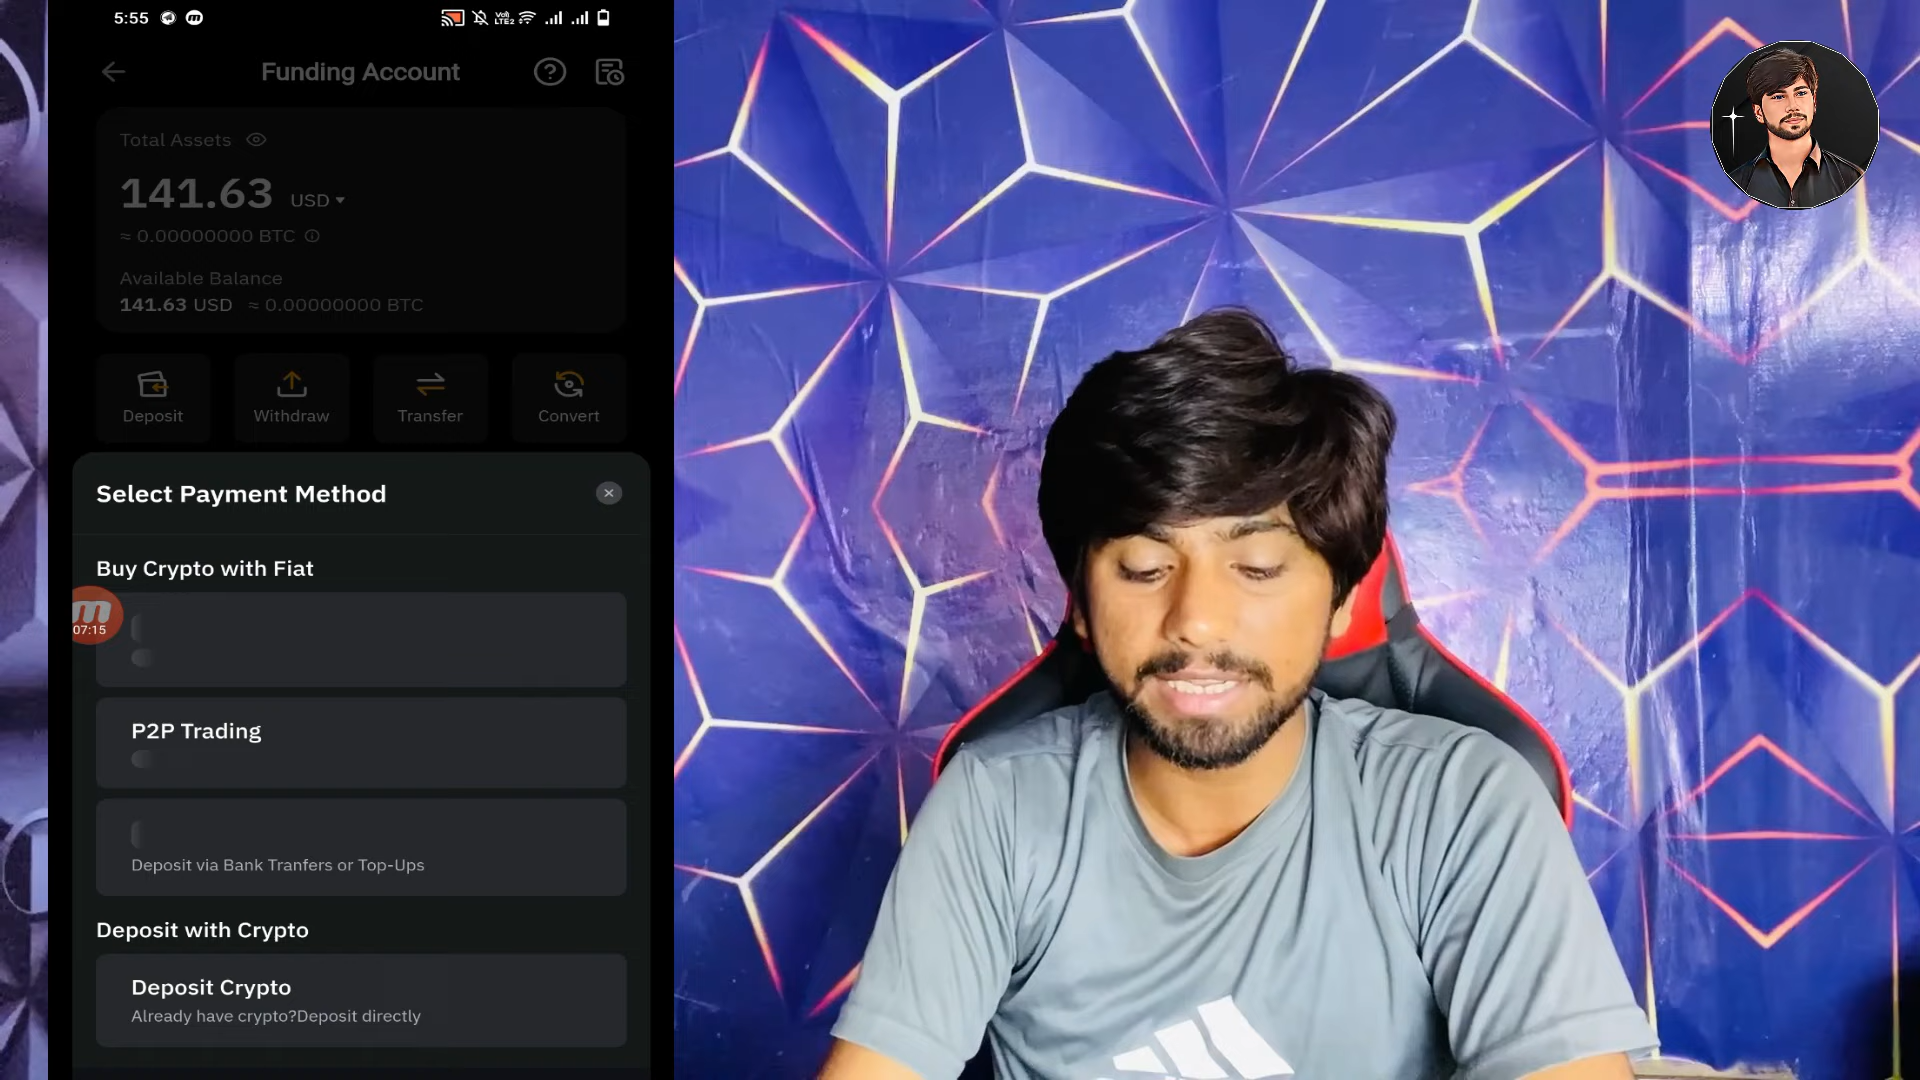 5:55
Funding Account
Total Assets
141.63 USD
≈ 0.00000000 BTC
Available Balance
141.63 USD ≈ 0.00000000 BTC
Deposit Withdraw Transfer Convert
Select Payment Method
Buy Crypto with Fiat
07:15
P2P Trading
Deposit via Bank Tranfers or Top-Ups
Deposit with Crypto
Deposit Crypto
Already have crypto?Deposit directly